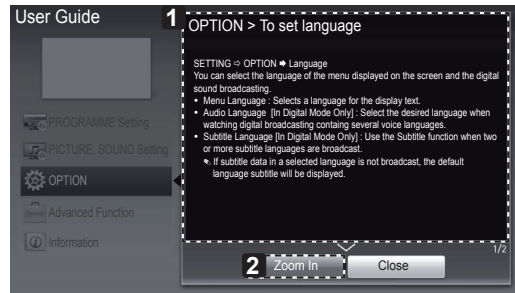 User Guide
1
OPTION > To set language
SETTING ⇨ OPTION ➡ Language
You can select the language of the menu displayed on the screen and the digital
sound broadcasting.
• Menu Language : Selects a language for the display text.
• Audio Language [In Digital Mode Only] : Select the desired language when
watching digital broadcasting containg several voice languages.
• Subtitle Language [In Digital Mode Only] : Use the Subtitle function when two
or more subtitle languages are broadcast.
If subtitle data in a selected language is not broadcast, the default
language subtitle will be displayed.
PROGRAMME Setting
PICTURE, SOUND Setting
OPTION
Advanced Function
Information
1/2
2
Zoom In
Close